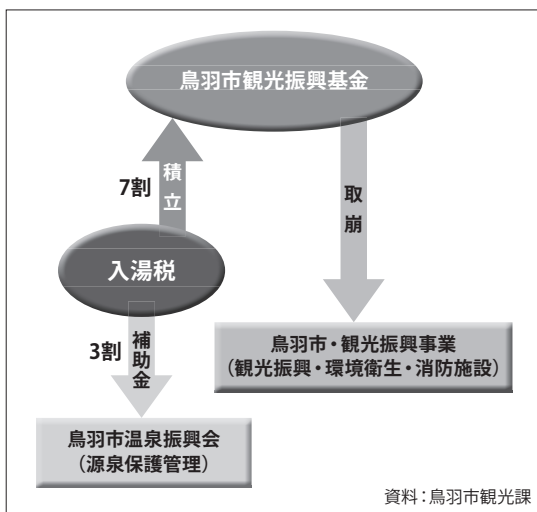 鳥羽市観光振興基金
7割
積立
取崩
入湯税
3割
補助金
鳥羽市・観光振興事業
(観光振興・環境衛生・消防施設)
鳥羽市温泉振興会
(源泉保護管理)
資料:鳥羽市観光課